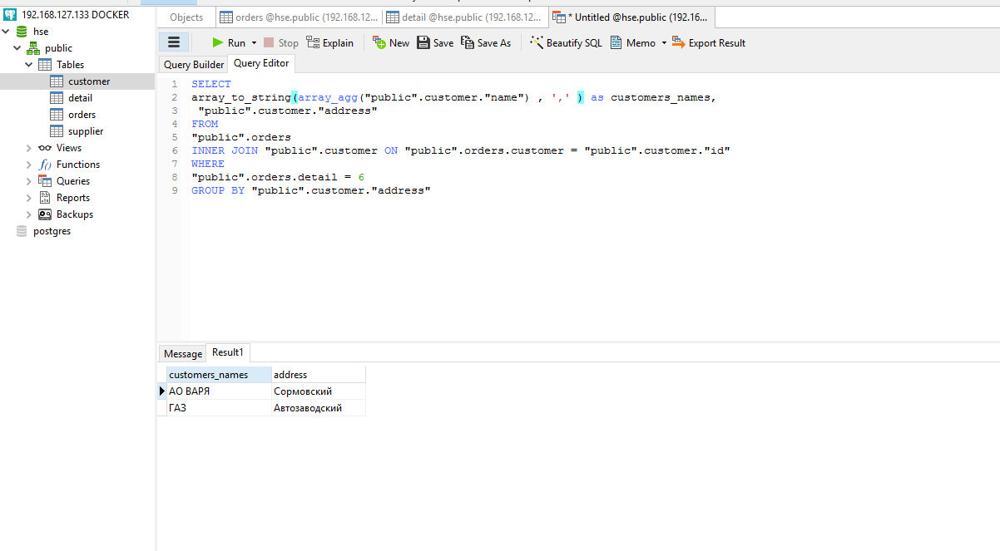 192.168.127.133 DOCKER
hse
public
Tables
customer
detail
orders
supplier
Views
Functions
Queries
Reports
Backups
postgres
Objects
orders @hse.public (192.168.12...
detail @hse.public (192.168.12...
* Untitled @hse.public (192.16...
Run Stop Explain New Save Save As Beautify SQL Memo Export Result
Query Builder Query Editor
1 SELECT
2 array_to_string(array_agg("public".customer."name") , ',' ) as customers_names,
3 "public".customer."address"
4 FROM
5 "public".orders
6 INNER JOIN "public".customer ON "public".orders.customer = "public".customer."id"
7 WHERE
8 "public".orders.detail = 6
9 GROUP BY "public".customer."address"
Message Result1
customers_names address
АО ВАРЯ Сормовский
ГАЗ Автозаводский